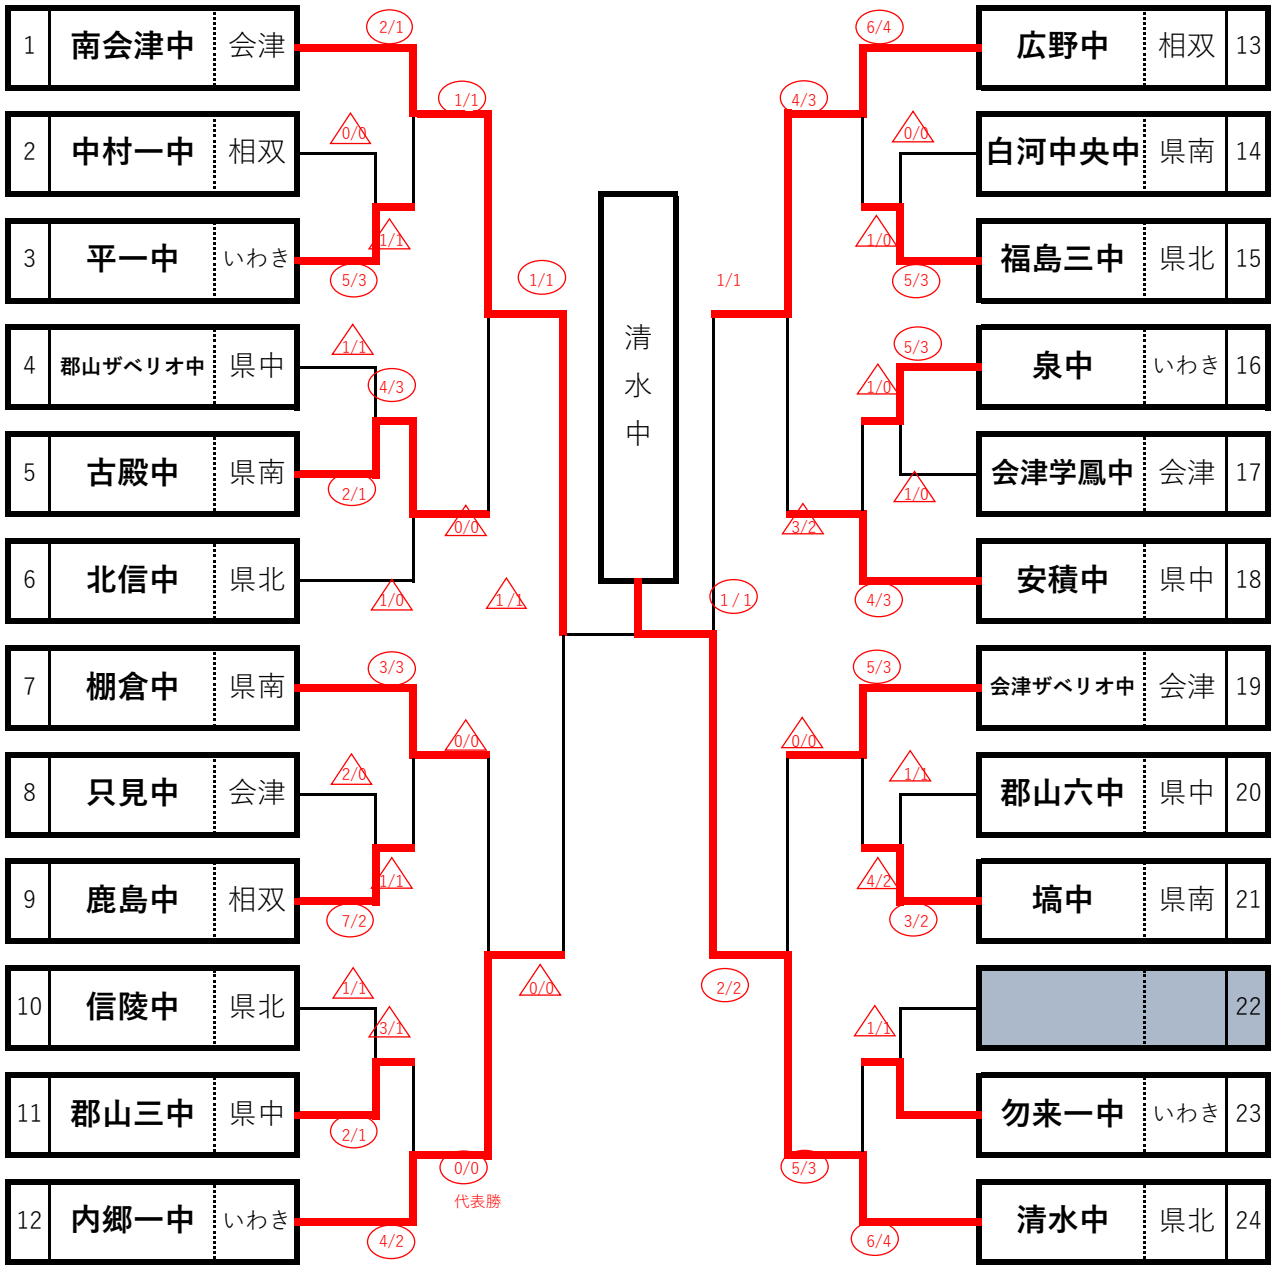 1 南会津中 会津
2 中村一中 相双
3 平一中 いわき
4 郡山ザベリオ中 県中
5 古殿中 県南
6 北信中 県北
7 棚倉中 県南
8 只見中 会津
9 鹿島中 相双
10 信陵中 県北
11 郡山三中 県中
12 内郷一中 いわき
2/1
1/1
0/0
1/1
5/3
1/1
1/1
4/3
2/1
0/0
1/0
1/1
3/3
0/0
2/0
1/1
7/2
0/0
1/1
3/1
2/1
0/0
代表勝
4/2
清水中
6/4
4/3
0/0
1/0
5/3
1/1
5/3
1/0
1/0
3/2
4/3
1/1
5/3
0/0
1/1
4/2
3/2
2/2
1/1
5/3
6/4
広野中 相双 13
白河中央中 県南 14
福島三中 県北 15
泉中 いわき 16
会津学鳳中 会津 17
安積中 県中 18
会津ザベリオ中 会津 19
郡山六中 県中 20
塙中 県南 21
22
勿来一中 いわき 23
清水中 県北 24